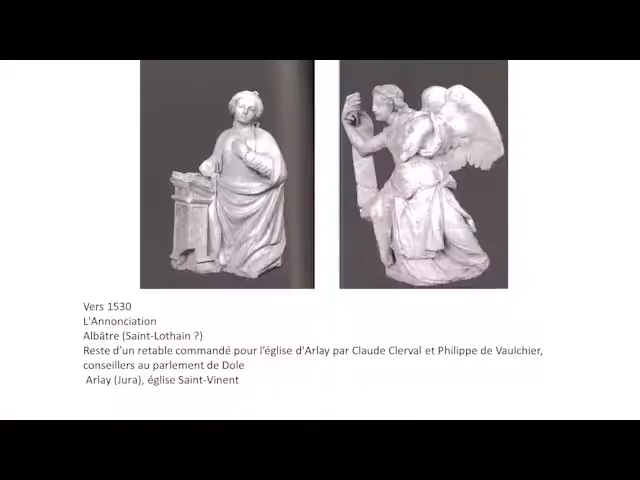 Vers 1530
L'Annonciation
Albâtre (Saint-Lothain ?)
Reste d’un retable commandé pour l’église d'Arlay par Claude Clerval et Philippe de Vaulchier,
conseillers au parlement de Dole
Arlay (Jura), église Saint-Vinent